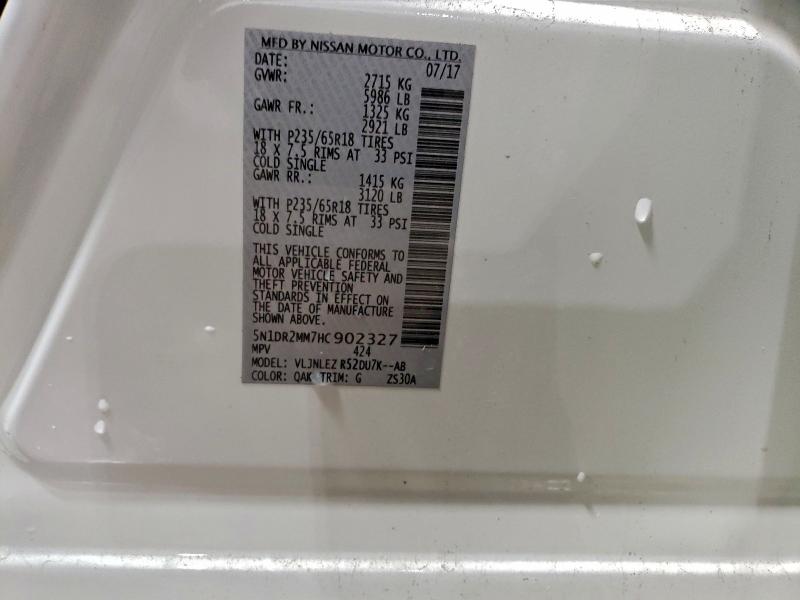 MFD BY NISSAN MOTOR CO., LTD.
DATE: 07/17
GVWR: 2715 KG
5986 LB
GAWR FR.: 1325 KG
2921 LB
WITH P235/65R18 TIRES
18 X 7.5 RIMS AT 33 PSI
COLD SINGLE
GAWR RR.: 1415 KG
3120 LB
WITH P235/65R18 TIRES
18 X 7.5 RIMS AT 33 PSI
COLD SINGLE
THIS VEHICLE CONFORMS TO
ALL APPLICABLE FEDERAL
MOTOR VEHICLE SAFETY AND
THEFT PREVENTION
STANDARDS IN EFFECT ON
THE DATE OF MANUFACTURE
SHOWN ABOVE.
5N1DR2MM7HC902327
MPV 424
MODEL: VLJNLEZ R52DU7K--AB
COLOR: QAK TRIM: G ZS30A